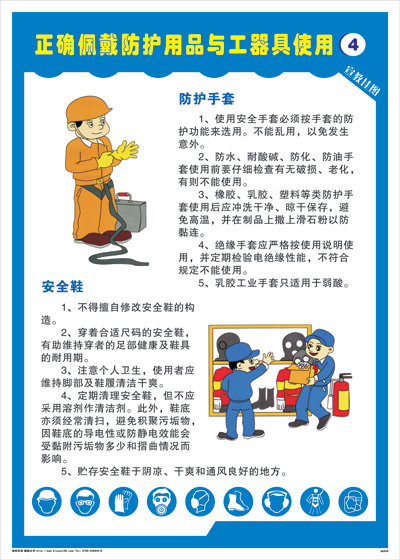 正确佩戴防护用品与工器具使用 4
宣教挂图
防护手套
1、使用安全手套必须按手套的防
护功能来选用。不能乱用，以免发生
意外。
2、防水、耐酸碱、防化、防油手
套使用前要仔细检查有无破损、老化，
有则不能使用。
3、橡胶、乳胶、塑料等类防护手
套使用后应冲洗干净、晾干保存，避
免高温，并在制品上撒上滑石粉以防
黏连。
4、绝缘手套应严格按使用说明使
用，并定期检验电绝缘性能，不符合
规定不能使用。
5、乳胶工业手套只适用于弱酸。
安全鞋
1、不得擅自修改安全鞋的构
造。
2、穿着合适尺码的安全鞋，
有助维持穿者的足部健康及鞋具
的耐用期。
3、注意个人卫生，使用者应
维持脚部及鞋履清洁干爽。
4、定期清理安全鞋，但不应
采用溶剂作清洁剂。此外，鞋底
亦须经常清扫，避免积聚污垢物，
因鞋底的导电性或防静电效能会
受黏附污垢物多少和摺曲情况而
影响。
5、贮存安全鞋于阴凉、干爽和通风良好的地方。